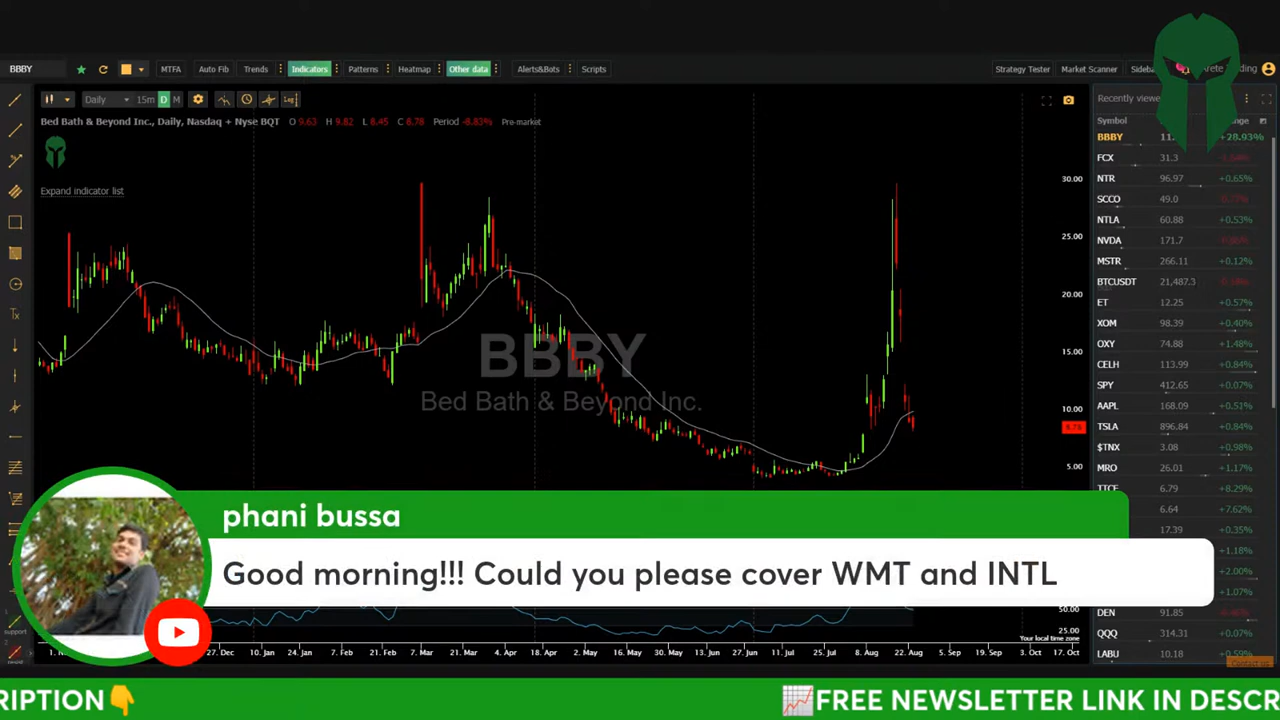 BBBY
MTFA
Auto Fib
Trends
Indicators
Patterns
Heatmap
Other data
Alerts&Bots
Scripts
Strategy Tester
Market Scanner
Daily
15m
D
M
Log
Bed Bath & Beyond Inc., Daily, Nasdaq + Nyse BQT O 9.63 H 9.82 L 8.45 C 8.78 Period -8.83% Pre-market
Expand indicator list
BBBY
Bed Bath & Beyond Inc.
30.00
25.00
20.00
15.00
10.00
8.78
5.00
50.00
25.00
Your local time zone
27. Dec
10. Jan
24. Jan
7. Feb
21. Feb
7. Mar
21. Mar
4. Apr
18. Apr
2. May
16. May
30. May
13. Jun
27. Jun
11. Jul
25. Jul
8. Aug
22. Aug
5. Sep
19. Sep
3. Oct
17. Oct
Symbol
BBBY +28.93%
FCX 31.3
NTR 96.97 +0.65%
SCCO 49.0
NTLA 60.88 +0.53%
NVDA 171.7
MSTR 266.11 +0.12%
BTCUSDT 21,487.3
ET 12.25 +0.57%
XOM 98.39 +0.40%
OXY 74.88 +1.48%
CELH 113.99 +0.84%
SPY 412.65 +0.07%
AAPL 168.09 +0.51%
TSLA 896.84 +0.84%
$TNX 3.08 +0.98%
MRO 26.01 +1.17%
6.79 +8.29%
6.64 +7.62%
17.39 +0.35%
+1.18%
+1.07%
DEN 91.85
QQQ 314.31 +0.07%
LABU 10.18 +0.59%
Contact us
support
phani bussa
Good morning!!! Could you please cover WMT and INTL
RIPTION👇
📈FREE NEWSLETTER LINK IN DESCR